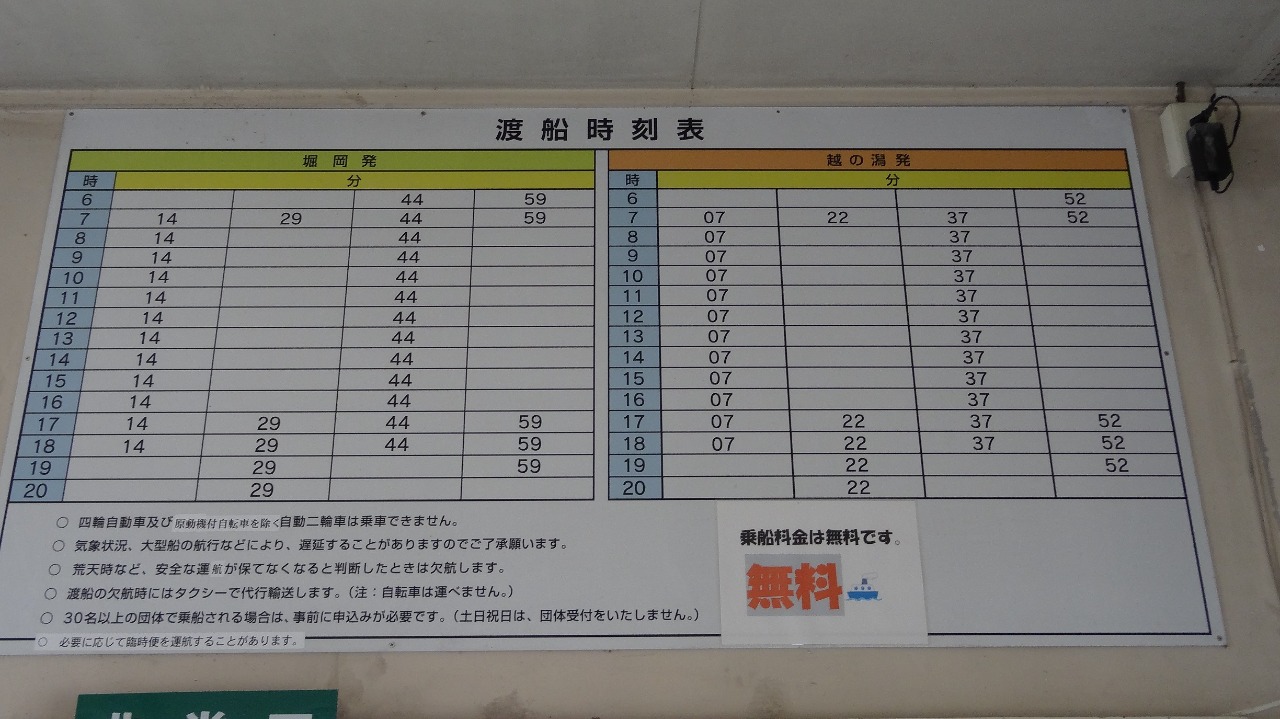 渡船時刻表
堀岡発
時 分
6 44 59
7 14 29 44 59
8 14 44
9 14 44
10 14 44
11 14 44
12 14 44
13 14 44
14 14 44
15 14 44
16 14 44
17 14 29 44 59
18 14 29 44 59
19 29 59
20 29
越の潟発
時 分
6 52
7 07 22 37 52
8 07 37
9 07 37
10 07 37
11 07 37
12 07 37
13 07 37
14 07 37
15 07 37
16 07 37
17 07 22 37 52
18 07 22 37 52
19 22 52
20 22
○ 四輪自動車及び原動機付自転車を除く自動二輪車は乗車できません。
○ 気象状況、大型船の航行などにより、遅延することがありますのでご了承願います。
○ 荒天時など、安全な運航が保てなくなると判断したときは欠航します。
○ 渡船の欠航時にはタクシーで代行輸送します。（注：自転車は運べません。）
○ 30名以上の団体で乗船される場合は、事前に申込みが必要です。（土日祝日は、団体受付をいたしません。）
○ 必要に応じて臨時便を運航することがあります。
乗船料金は無料です。
無料